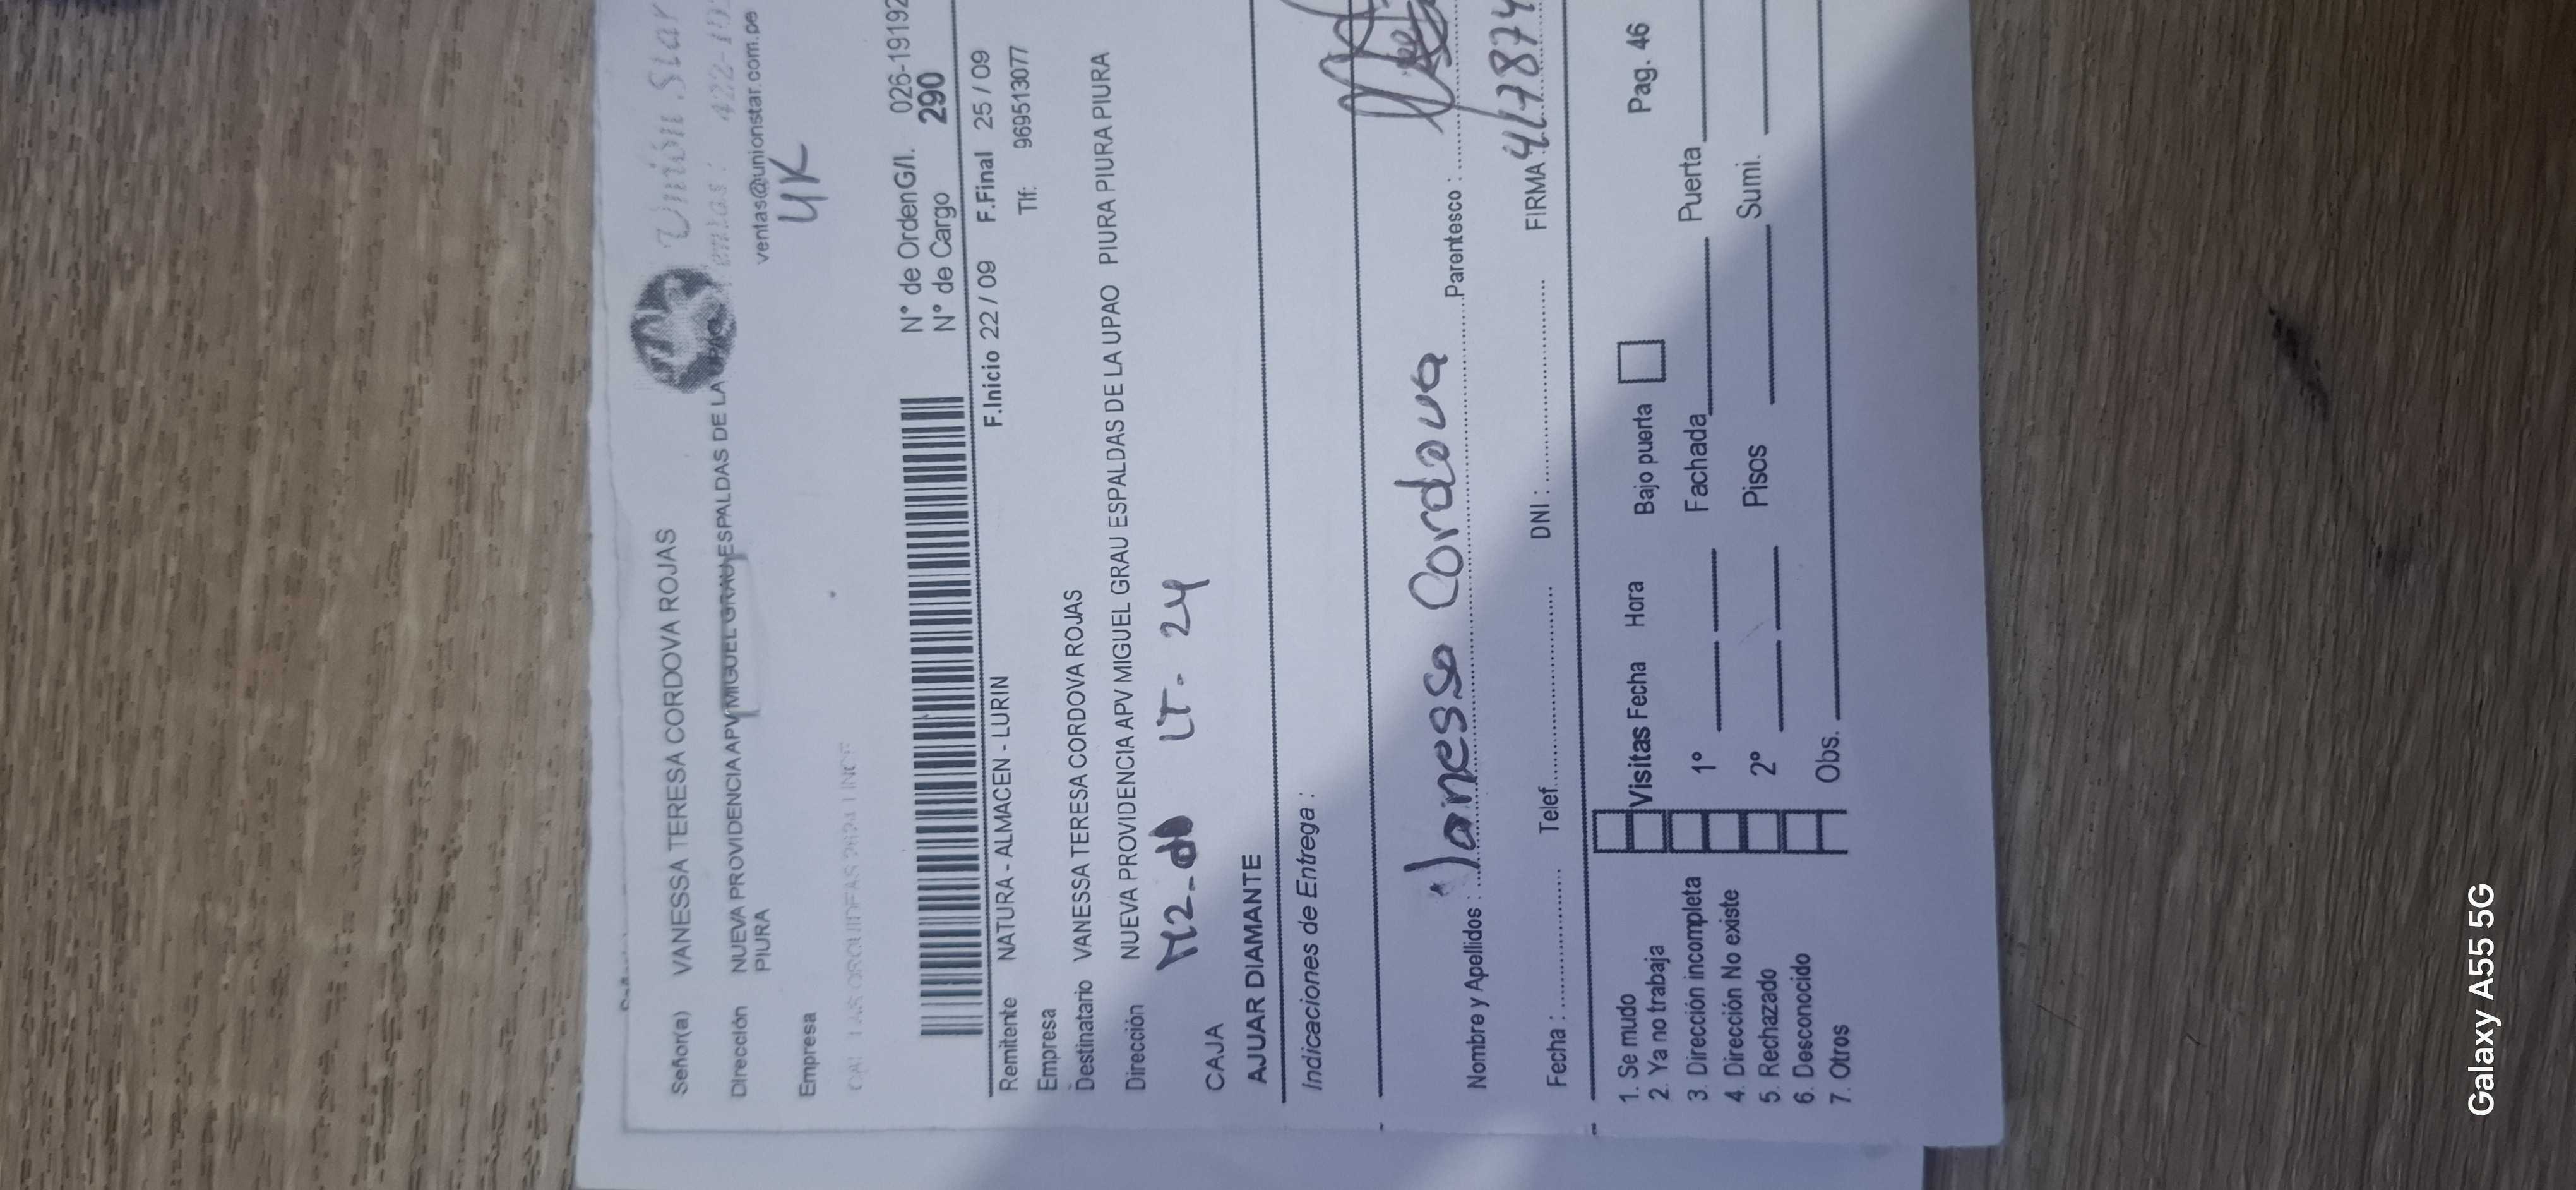 Unión Star
ventas@unionstar.com.pe
UK
Señor(a) VANESSA TERESA CORDOVA ROJAS
Dirección NUEVA PROVIDENCIA APV MIGUEL GRAU ESPALDAS DE LA
PIURA
Empresa
N° de Orden G/I. 026-19192
N° de Cargo 290
F.Inicio 22 / 09 F.Final 25 / 09
Remitente NATURA - ALMACEN - LURIN Tlf: 969513077
Empresa
Destinatario VANESSA TERESA CORDOVA ROJAS
Dirección NUEVA PROVIDENCIA APV MIGUEL GRAU ESPALDAS DE LA UPAO PIURA PIURA PIURA
LT. 24
CAJA
AJUAR DIAMANTE
Indicaciones de Entrega :
Nombre y Apellidos : Vanessa Cordova Parentesco :
Fecha : Telef. DNI : FIRMA :
1. Se mudo Visitas Fecha Hora Bajo puerta Pag. 46
2. Ya no trabaja
3. Dirección incompleta 1° Fachada Puerta
4. Dirección No existe
5. Rechazado 2° Pisos Sumi.
6. Desconocido
7. Otros Obs.
Galaxy A55 5G